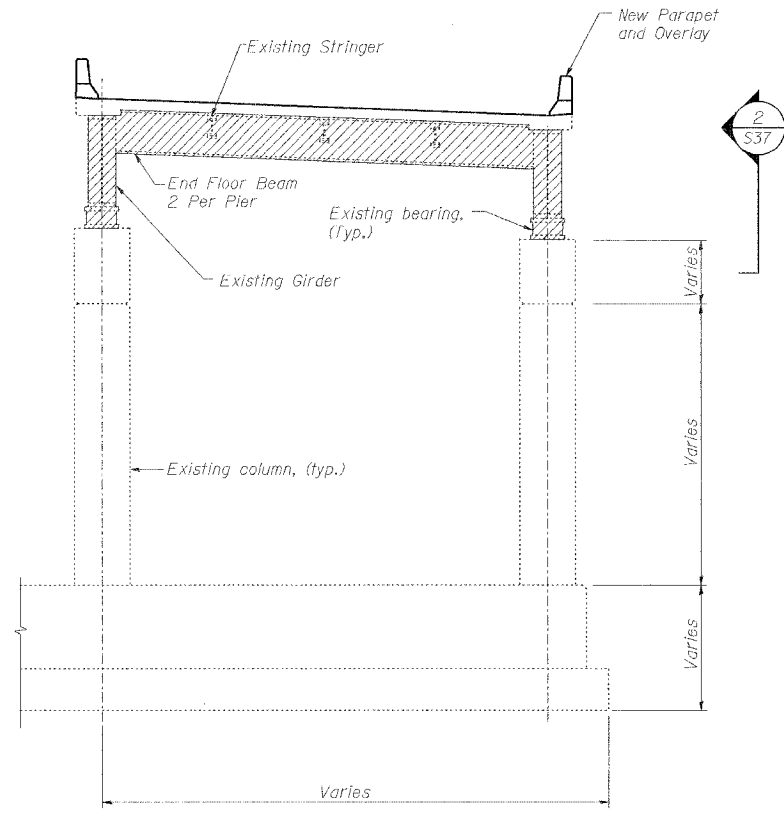 New Parapet
and Overlay
Existing Stringer
2
S37
End Floor Beam
2 Per Pier
Existing bearing,
(Typ.)
Existing Girder
Varies
Varies
Existing column, (typ.)
Varies
Varies